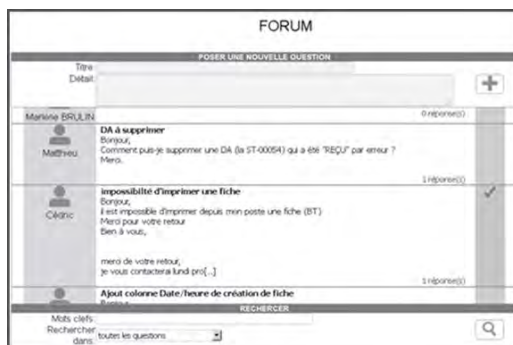 FORUM
POSER UNE NOUVELLE QUESTION
Titre
Détail
Marlène BRULIN
0 réponse(s)
DA à supprimer
Bonjour,
Comment puis-je supprimer une DA (la ST-00054) qui a été "REÇU" par erreur ?
Merci.
Matthieu
1 réponse(s)
impossibilté d'imprimer une fiche
Bonjour,
il est impossible d'imprimer depuis mon poste une fiche (BT)
Cédric
Merci pour votre retour
Bien à vous,
merci de votre retour,
je vous contacterai lundi pro[...]
1 réponse(s)
Ajout colonne Date/heure de création de fiche
RECHERCER
Mots clefs
Rechercher dans
toutes les questions